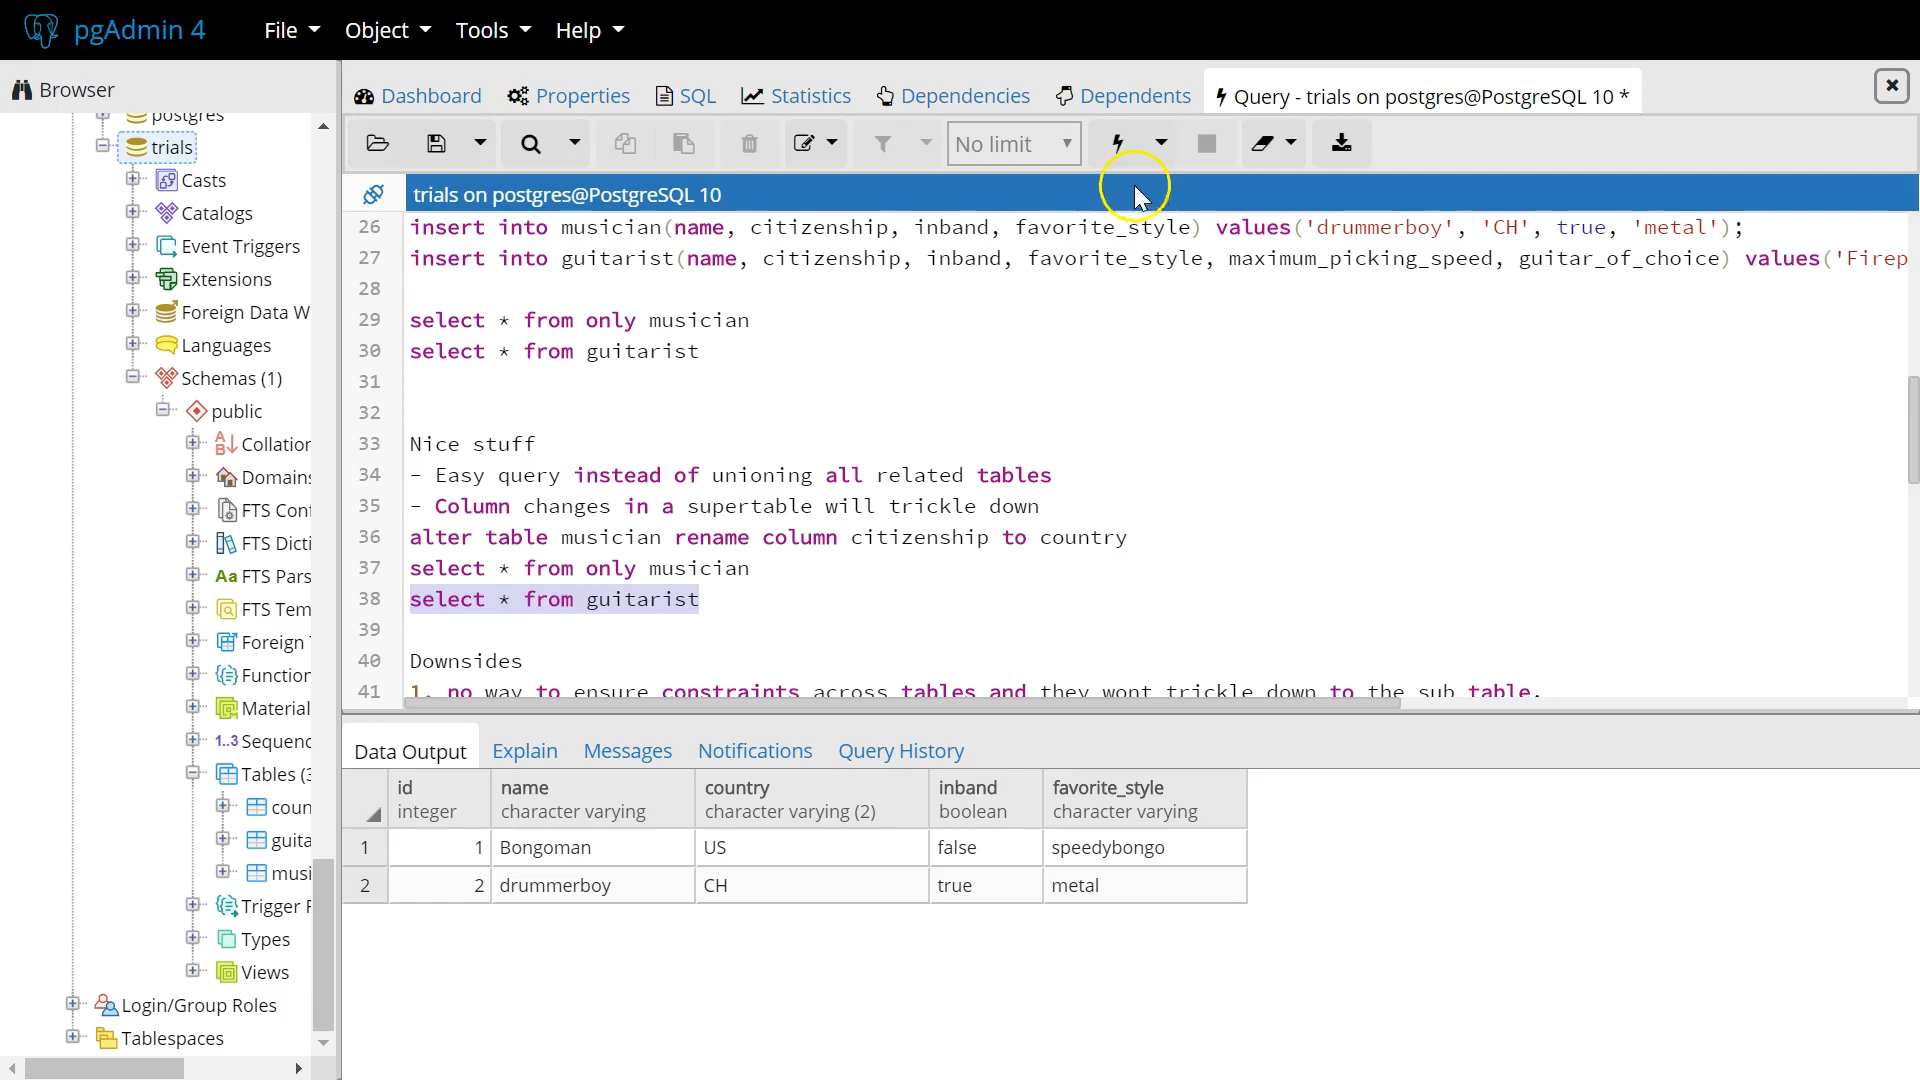 pgAdmin 4 File Object Tools Help
Browser
Dashboard Properties SQL Statistics Dependencies Dependents Query - trials on postgres@PostgreSQL 10 *
No limit
trials on postgres@PostgreSQL 10
postgres
trials
Casts
Catalogs
Event Triggers
Extensions
Foreign Data W
Languages
Schemas (1)
public
Collation
Domains
FTS Conf
FTS Dicti
FTS Pars
FTS Tem
Foreign
Function
Material
1..3 Sequenc
Tables (3
coun
guita
musi
Trigger F
Types
Views
Login/Group Roles
Tablespaces
26 insert into musician(name, citizenship, inband, favorite_style) values('drummerboy', 'CH', true, 'metal');
27 insert into guitarist(name, citizenship, inband, favorite_style, maximum_picking_speed, guitar_of_choice) values('Firep
28
29 select * from only musician
30 select * from guitarist
31
32
33 Nice stuff
34 - Easy query instead of unioning all related tables
35 - Column changes in a supertable will trickle down
36 alter table musician rename column citizenship to country
37 select * from only musician
38 select * from guitarist
39
40 Downsides
41 1. no way to ensure constraints across tables and they wont trickle down to the sub table.
Data Output Explain Messages Notifications Query History
id name country inband favorite_style
integer character varying character varying (2) boolean character varying
1 1 Bongoman US false speedybongo
2 2 drummerboy CH true metal